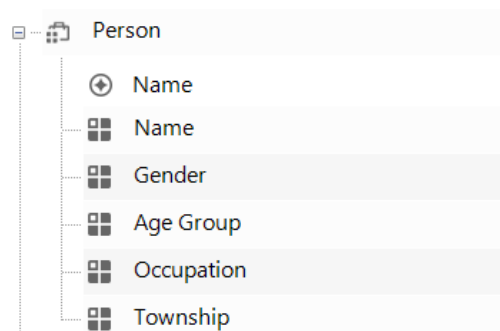 Person
Name
Name
Gender
Age Group
Occupation
Township